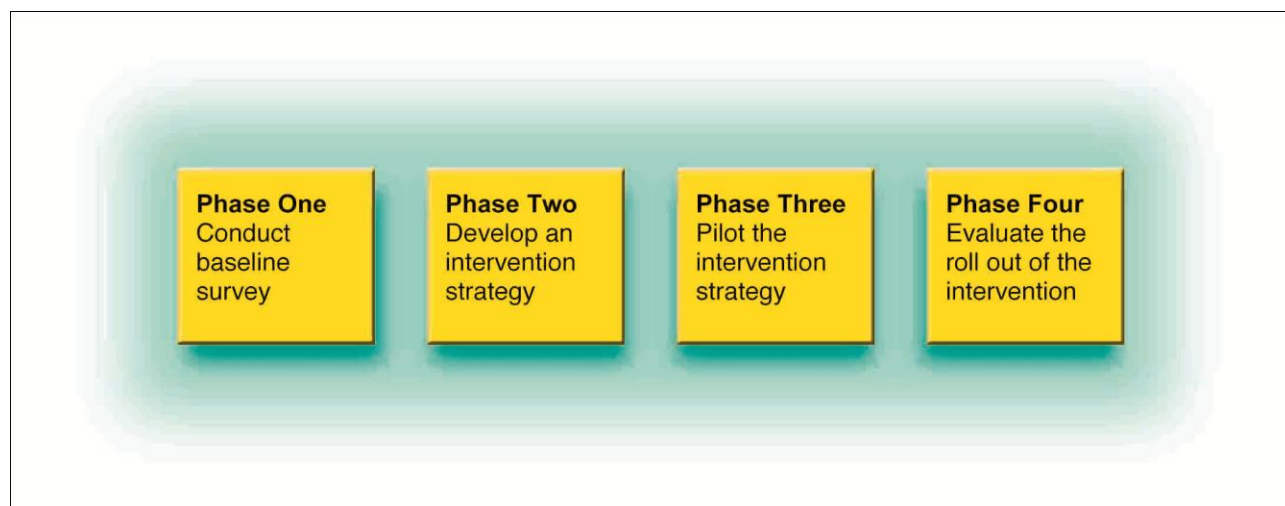 Phase One
Conduct
baseline
survey
Phase Two
Develop an
intervention
strategy
Phase Three
Pilot the
intervention
strategy
Phase Four
Evaluate the
roll out of the
intervention